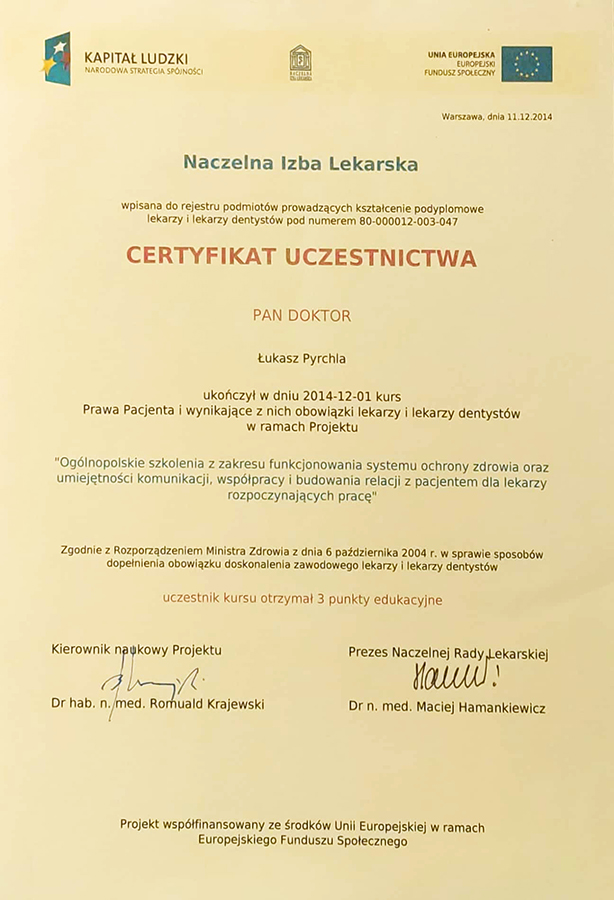 KAPITAŁ LUDZKI
NARODOWA STRATEGIA SPÓJNOŚCI
NACZELNA
IZBA LEKARSKA
UNIA EUROPEJSKA
EUROPEJSKI
FUNDUSZ SPOŁECZNY
Warszawa, dnia 11.12.2014
Naczelna Izba Lekarska
wpisana do rejestru podmiotów prowadzących kształcenie podyplomowe
lekarzy i lekarzy dentystów pod numerem 80-000012-003-047
CERTYFIKAT UCZESTNICTWA
PAN DOKTOR
Łukasz Pyrchla
ukończył w dniu 2014-12-01 kurs
Prawa Pacjenta i wynikające z nich obowiązki lekarzy i lekarzy dentystów
w ramach Projektu
"Ogólnopolskie szkolenia z zakresu funkcjonowania systemu ochrony zdrowia oraz
umiejętności komunikacji, współpracy i budowania relacji z pacjentem dla lekarzy
rozpoczynających pracę"
Zgodnie z Rozporządzeniem Ministra Zdrowia z dnia 6 października 2004 r. w sprawie sposobów
dopełnienia obowiązku doskonalenia zawodowego lekarzy i lekarzy dentystów
uczestnik kursu otrzymał 3 punkty edukacyjne
Kierownik naukowy Projektu
Dr hab. n. med. Romuald Krajewski
Prezes Naczelnej Rady Lekarskiej
Dr n. med. Maciej Hamankiewicz
Projekt współfinansowany ze środków Unii Europejskiej w ramach
Europejskiego Funduszu Społecznego